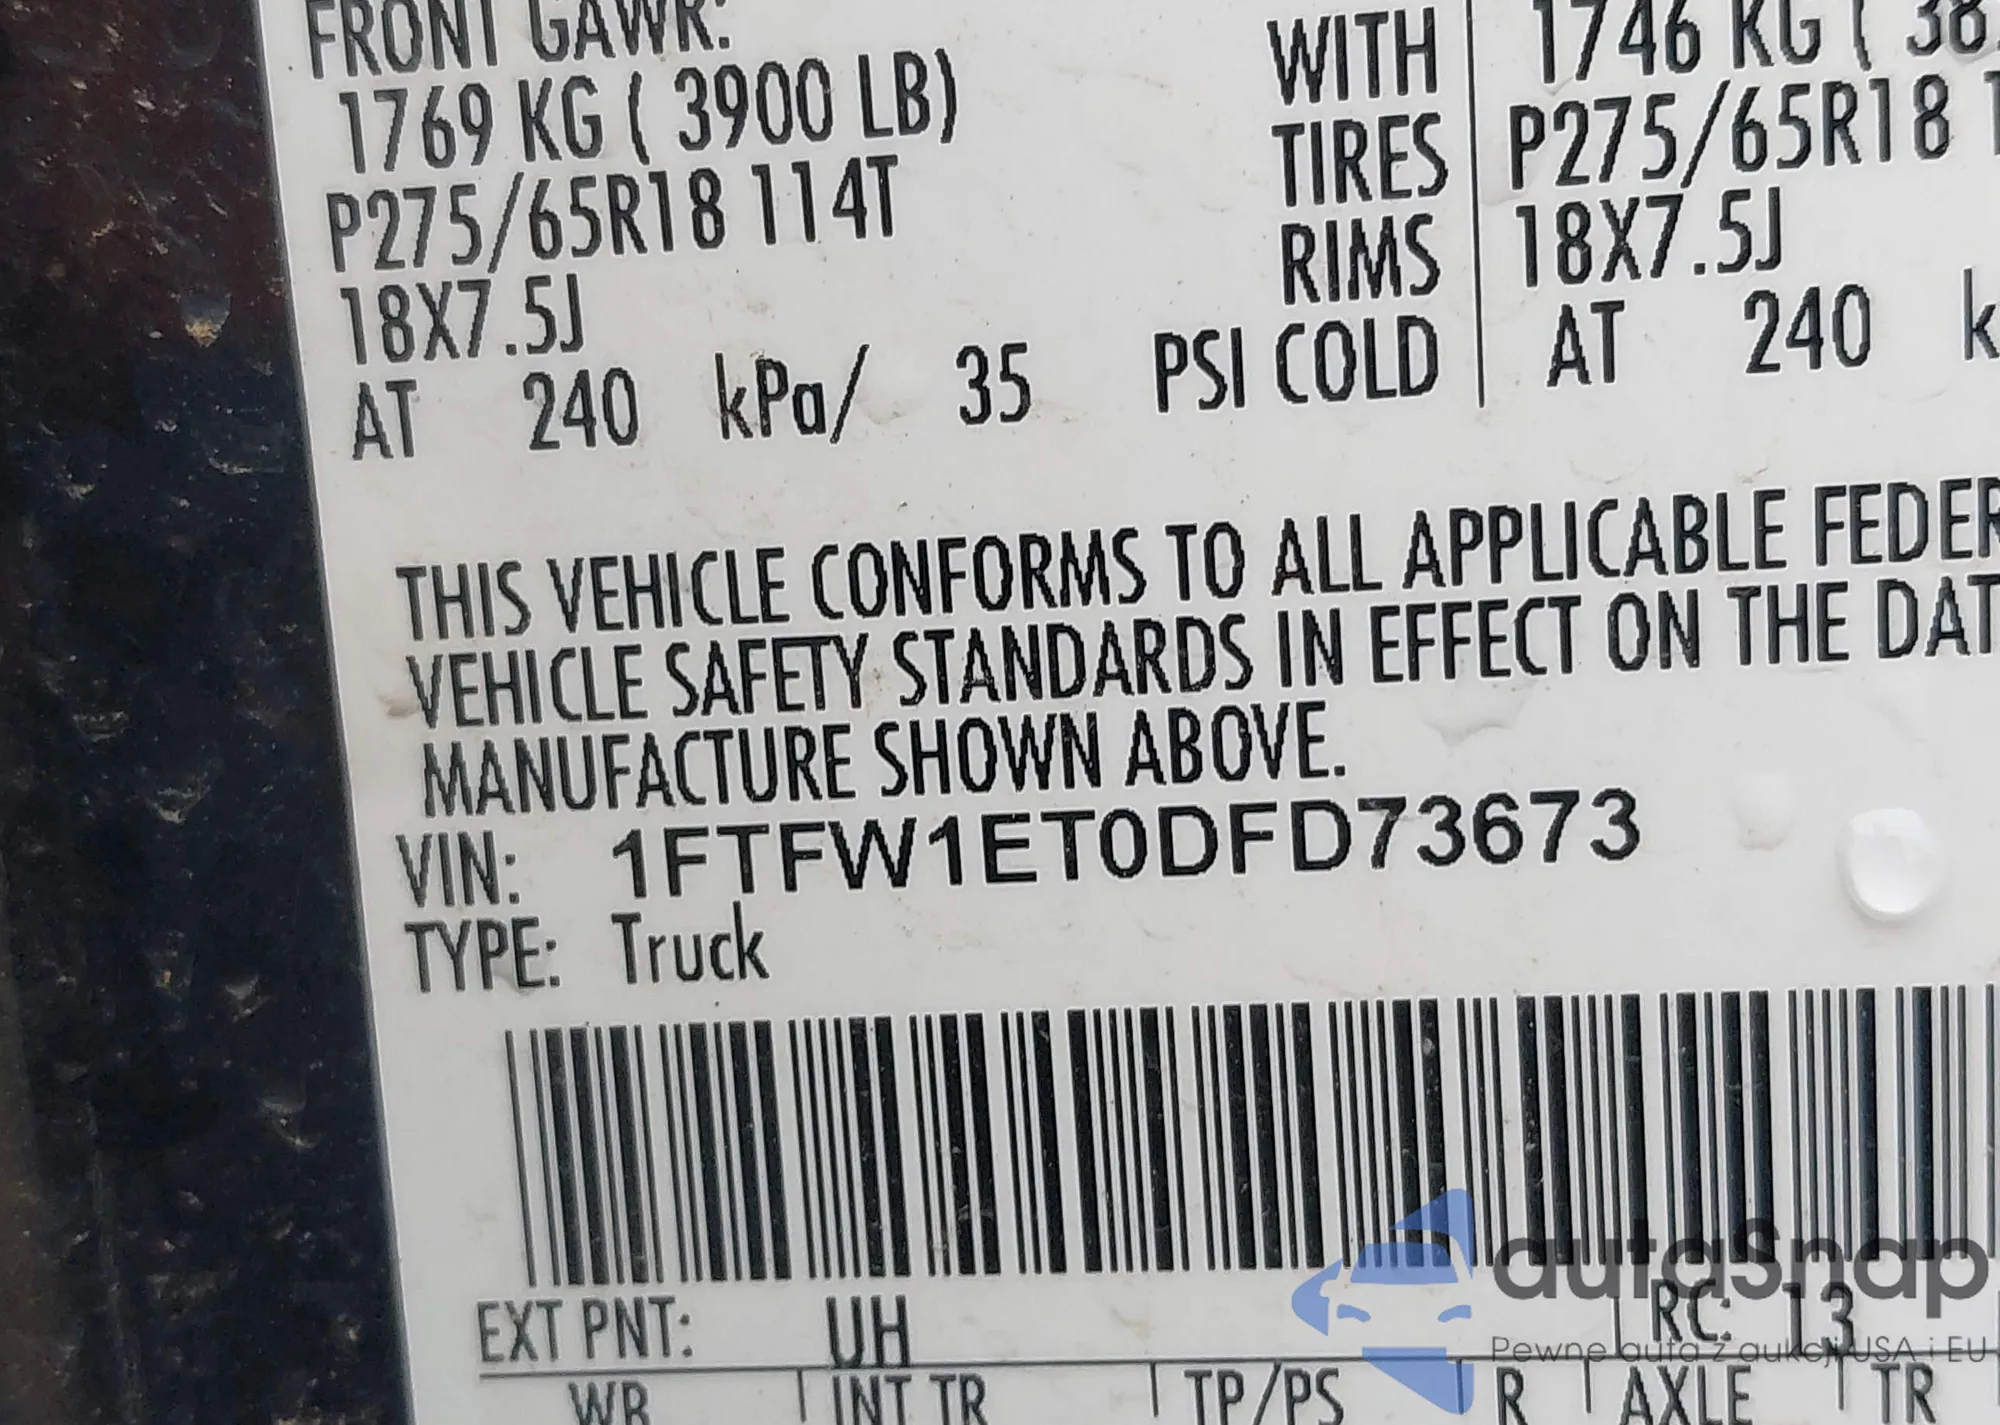 FRONT GAWR:
1769 KG ( 3900 LB)
P275/65R18 114T
18X7.5J
AT 240 kPa/ 35 PSI COLD
WITH
TIRES
RIMS
1746 KG ( 38
P275/65R18 1
18X7.5J
AT 240 k
THIS VEHICLE CONFORMS TO ALL APPLICABLE FEDER
VEHICLE SAFETY STANDARDS IN EFFECT ON THE DAT
MANUFACTURE SHOWN ABOVE.
VIN: 1FTFW1ET0DFD73673
TYPE: Truck
EXT PNT: UH RC: 13
WB INT TR TP/PS R AXLE TR
autaSnap
Pewne auta z aukcji USA i EU